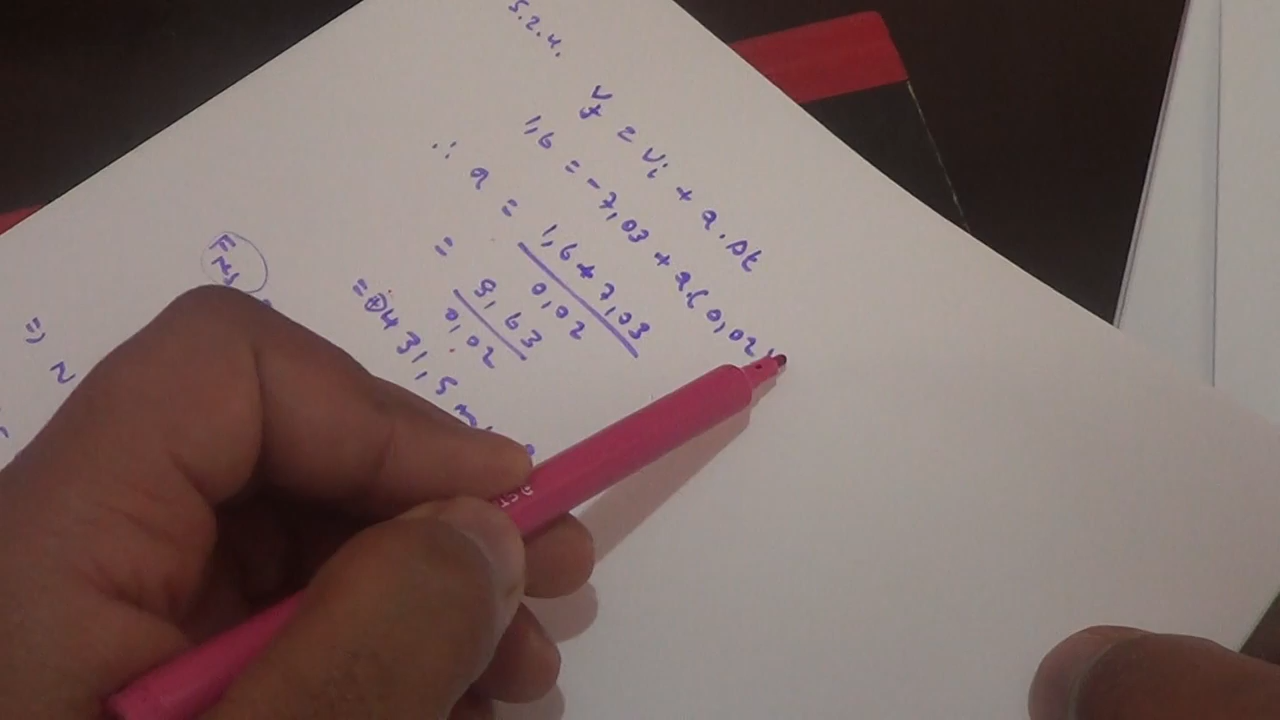 5.2.4.
Vf = Vi + a.Δt
1,6 = -7,03 + a.(0,02)
∴ a = 1,6 + 7,03
0,02
= 8,63
0,02
= +431,5
⇒ N